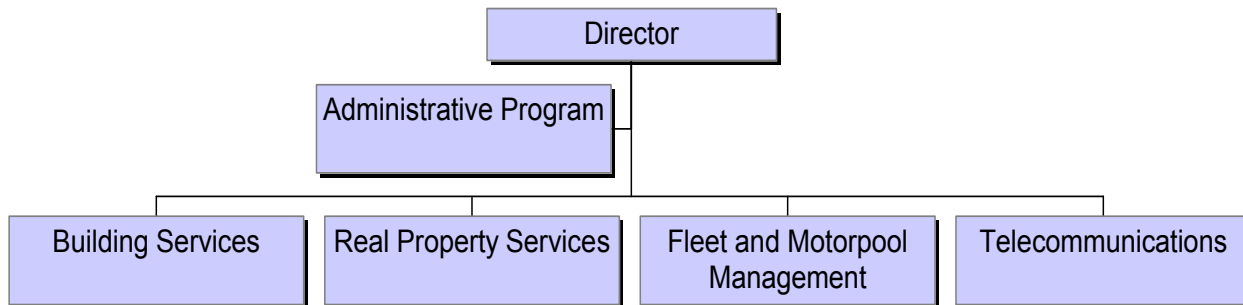 Director
Administrative Program
Building Services
Real Property Services
Fleet and Motorpool
Management
Telecommunications